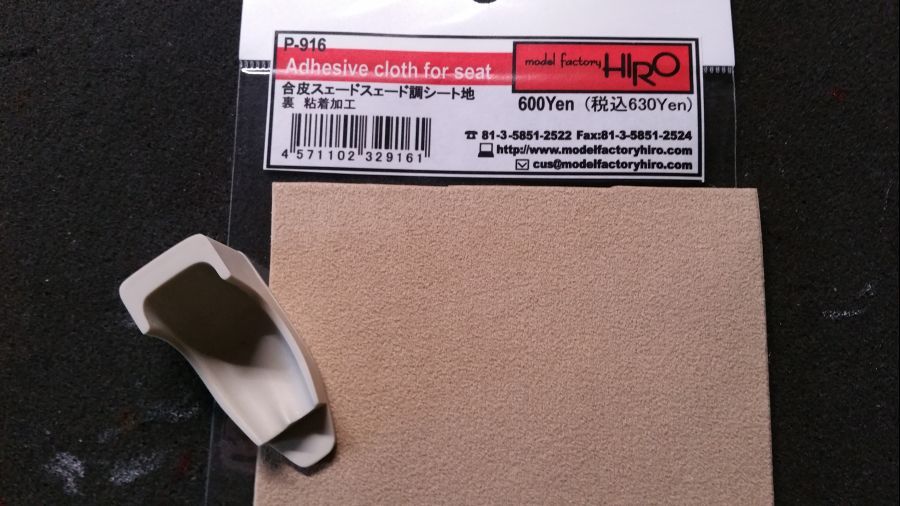 P-916
Adhesive cloth for seat
model factory HIRO
合皮スェードスェード調シート地
裏 粘着加工
600Yen（税込630Yen）
4 571102 329161
☎ 81-3-5851-2522 Fax:81-3-5851-2524
http://www.modelfactoryhiro.com
cus@modelfactoryhiro.com